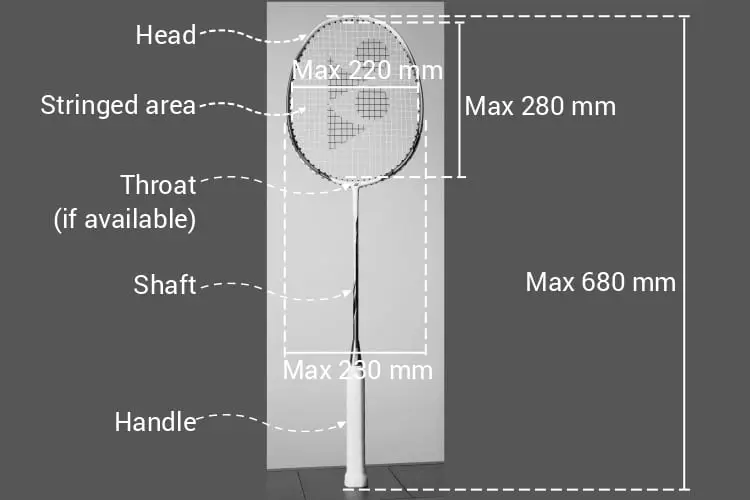 Head
Max 220 mm
Stringed area
Max 280 mm
Throat
(if available)
Shaft
Max 680 mm
Max 230 mm
Handle